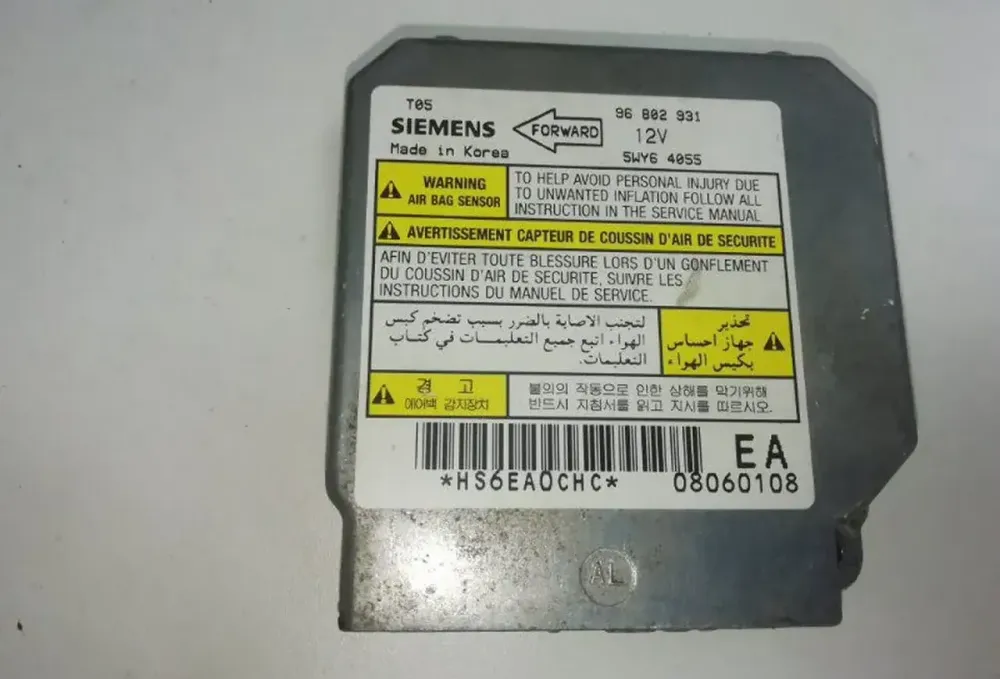 T05
SIEMENS
Made in Korea
FORWARD
96 802 931
12V
5WY6 4055
WARNING
AIR BAG SENSOR
TO HELP AVOID PERSONAL INJURY DUE
TO UNWANTED INFLATION FOLLOW ALL
INSTRUCTION IN THE SERVICE MANUAL
AVERTISSEMENT CAPTEUR DE COUSSIN D'AIR DE SECURITE
AFIN D'EVITER TOUTE BLESSURE LORS D'UN GONFLEMENT
DU COUSSIN D'AIR DE SECURITE, SUIVRE LES
INSTRUCTIONS DU MANUEL DE SERVICE.
تحذير
جهاز احساس
بكيس الهواء
لتجنب الاصابة بالضرر بسبب تضخم كيس
الهواء اتبع جميع التعليمات في كتاب
التعليمات.
경 고
에어백 감지장치
불의의 작동으로 인한 상해를 막기위해
반드시 지침서를 읽고 지시를 따르시오.
EA
*HS6EA0CHC*
08060108
AL